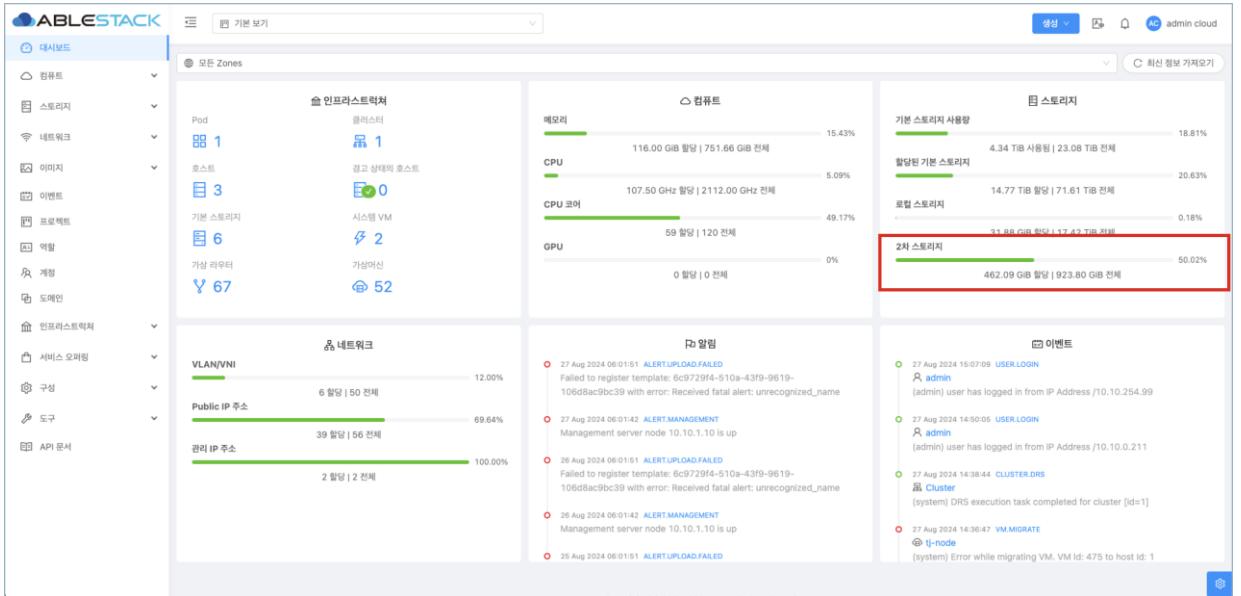 ABLESTACK
기본 보기
생성
AC
admin cloud
대시보드
컴퓨트
스토리지
네트워크
이미지
이벤트
프로젝트
역할
계정
도메인
인프라스트럭쳐
서비스 오퍼링
구성
도구
API 문서
모든 Zones
최신 정보 가져오기
인프라스트럭쳐
Pod
클러스터
1
1
호스트
경고 상태의 호스트
3
0
기본 스토리지
시스템 VM
6
2
가상 라우터
가상머신
67
52
컴퓨트
메모리
15.43%
116.00 GiB 할당 | 751.66 GiB 전체
CPU
5.09%
107.50 GHz 할당 | 2112.00 GHz 전체
CPU 코어
49.17%
59 할당 | 120 전체
GPU
0%
0 할당 | 0 전체
스토리지
기본 스토리지 사용량
18.81%
4.34 TiB 사용됨 | 23.08 TiB 전체
할당된 기본 스토리지
20.63%
14.77 TiB 할당 | 71.61 TiB 전체
로컬 스토리지
0.18%
31.88 GiB 할당 | 17.42 TiB 전체
2차 스토리지
50.02%
462.09 GiB 할당 | 923.80 GiB 전체
네트워크
VLAN/VNI
12.00%
6 할당 | 50 전체
Public IP 주소
69.64%
39 할당 | 56 전체
관리 IP 주소
100.00%
2 할당 | 2 전체
알림
27 Aug 2024 06:01:51 ALERT.UPLOAD.FAILED
Failed to register template: 6c9729f4-510a-43f9-9619-
106d8ac9bc39 with error: Received fatal alert: unrecognized_name
27 Aug 2024 06:01:42 ALERT.MANAGEMENT
Management server node 10.10.1.10 is up
26 Aug 2024 06:01:51 ALERT.UPLOAD.FAILED
Failed to register template: 6c9729f4-510a-43f9-9619-
106d8ac9bc39 with error: Received fatal alert: unrecognized_name
26 Aug 2024 06:01:42 ALERT.MANAGEMENT
Management server node 10.10.1.10 is up
25 Aug 2024 06:01:51 ALERT.UPLOAD.FAILED
이벤트
27 Aug 2024 15:07:09 USER.LOGIN
admin
(admin) user has logged in from IP Address /10.10.254.99
27 Aug 2024 14:50:05 USER.LOGIN
admin
(admin) user has logged in from IP Address /10.10.0.211
27 Aug 2024 14:38:44 CLUSTER.DRS
Cluster
(system) DRS execution task completed for cluster [id=1]
27 Aug 2024 14:36:47 VM.MIGRATE
tj-node
(system) Error while migrating VM. VM Id: 475 to host Id: 1